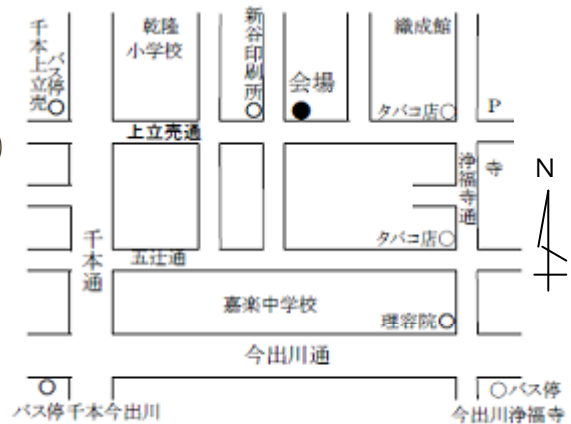 千本上立売
バス停
乾隆
小学校
新谷印刷所
会場
織成館
タバコ店
P
上立売通
浄福寺通
寺
N
千本通
五辻通
タバコ店
嘉楽中学校
理容院
今出川通
バス停千本今出川
バス停
今出川浄福寺